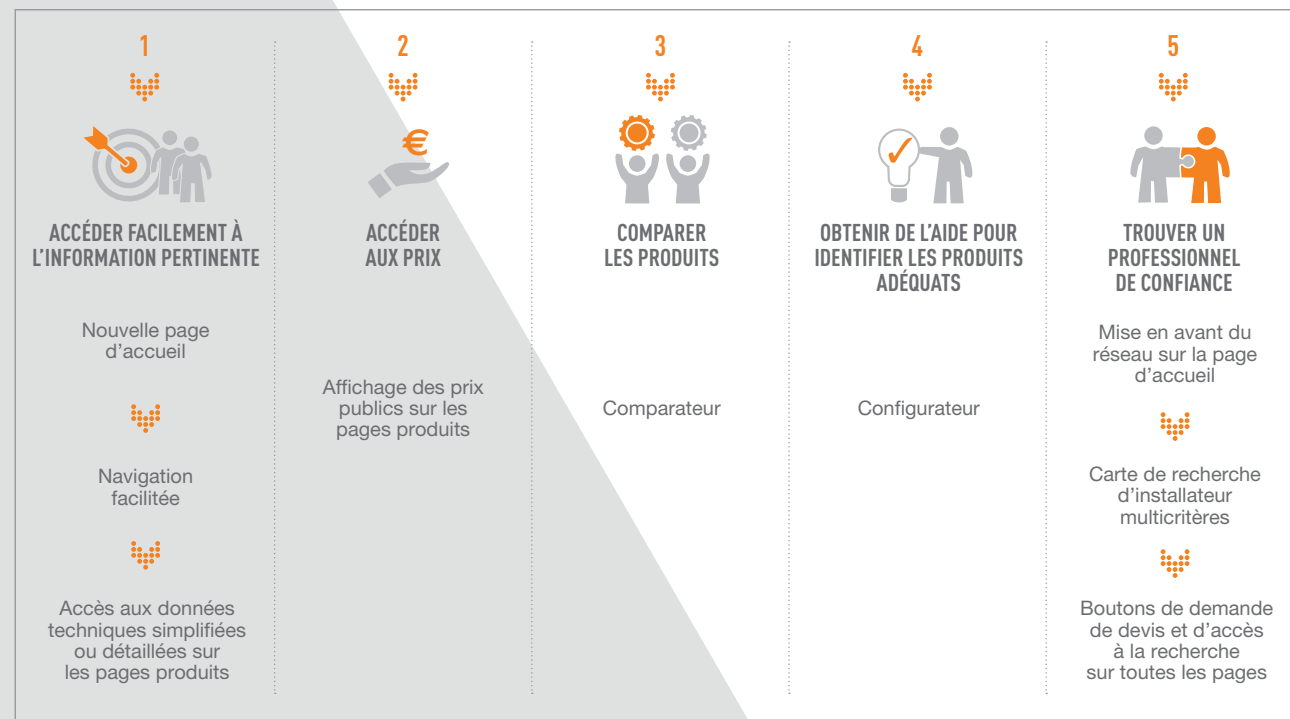 1
ACCÉDER FACILEMENT À
L’INFORMATION PERTINENTE
Nouvelle page
d’accueil
Navigation
facilitée
Accès aux données
techniques simplifiées
ou détaillées sur
les pages produits
2
€
ACCÉDER
AUX PRIX
Affichage des prix
publics sur les
pages produits
3
COMPARER
LES PRODUITS
Comparateur
4
OBTENIR DE L’AIDE POUR
IDENTIFIER LES PRODUITS
ADÉQUATS
Configurateur
5
TROUVER UN
PROFESSIONNEL
DE CONFIANCE
Mise en avant du
réseau sur la page
d’accueil
Carte de recherche
d’installateur
multicritères
Boutons de demande
de devis et d’accès
à la recherche
sur toutes les pages